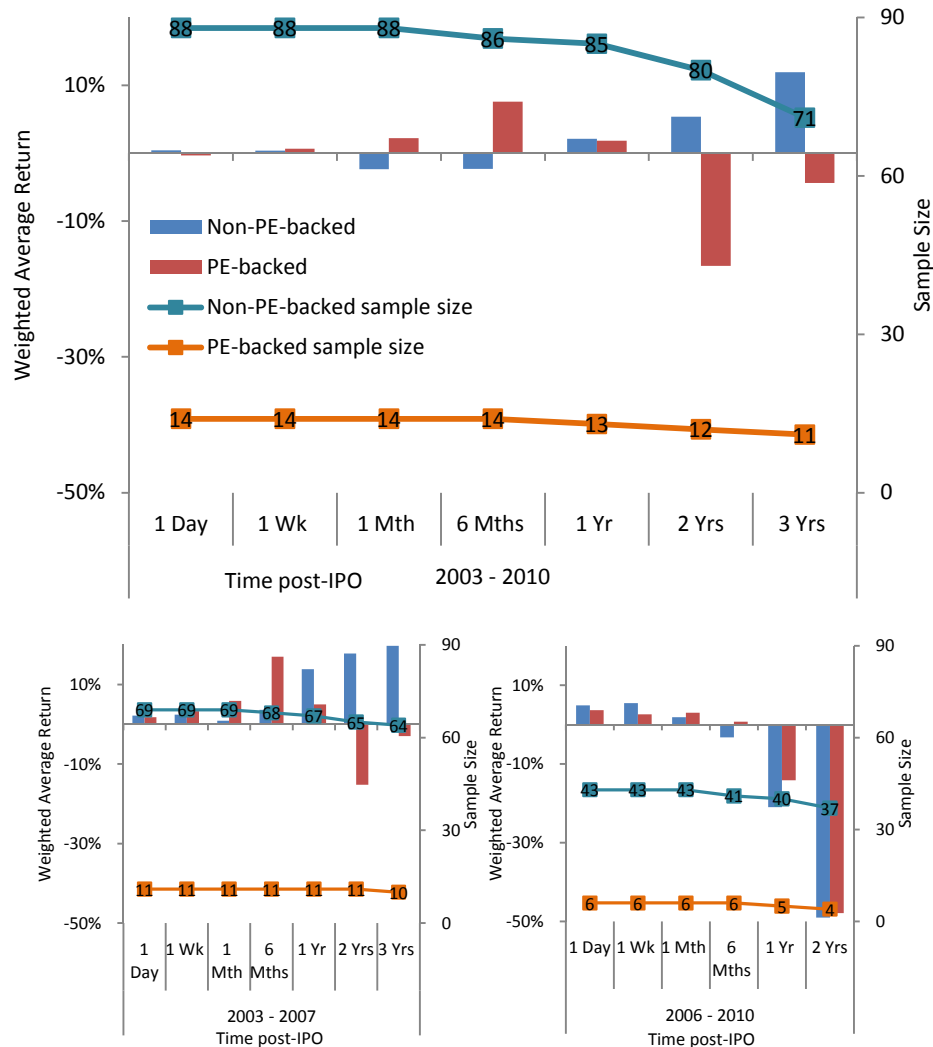 88 88 88 86 85 80 71
90
60
30
0
10%
-10%
-30%
-50%
Weighted Average Return
Sample Size
Non-PE-backed
PE-backed
Non-PE-backed sample size
PE-backed sample size
14 14 14 14 13 12 11
1 Day 1 Wk 1 Mth 6 Mths 1 Yr 2 Yrs 3 Yrs
Time post-IPO 2003 - 2010
90
60
30
0
10%
-10%
-30%
-50%
Weighted Average Return
Sample Size
69 69 69 68 67 65 64
11 11 11 11 11 11 10
1 Day 1 Wk 1 Mth 6 Mths 1 Yr 2 Yrs 3 Yrs
2003 - 2007
Time post-IPO
90
60
30
0
10%
-10%
-30%
-50%
Weighted Average Return
Sample Size
43 43 43 41 40 37
6 6 6 6 5 4
1 Day 1 Wk 1 Mth 6 Mths 1 Yr 2 Yrs
2006 - 2010
Time post-IPO